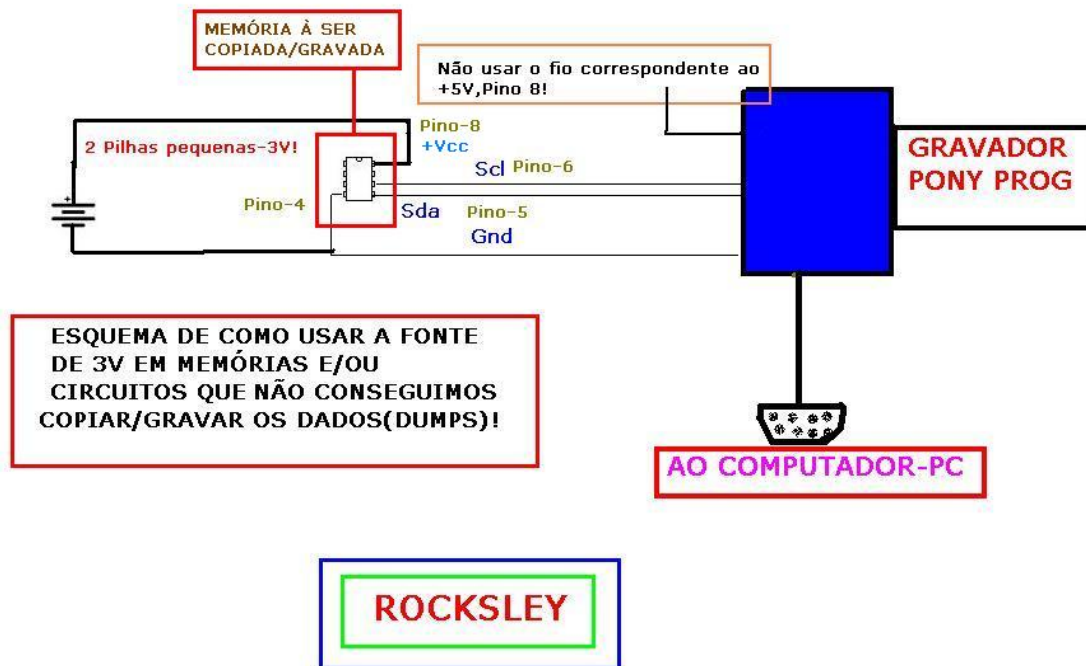 MEMÓRIA À SER
COPIADA/GRAVADA
Não usar o fio correspondente ao
+5V,Pino 8!
2 Pilhas pequenas-3V!
Pino-8
+Vcc
Scl Pino-6
GRAVADOR
PONY PROG
Pino-4
Sda Pino-5
Gnd
+
ESQUEMA DE COMO USAR A FONTE
DE 3V EM MEMÓRIAS E/OU
CIRCUITOS QUE NÃO CONSEGUIMOS
COPIAR/GRAVAR OS DADOS(DUMPS)!
AO COMPUTADOR-PC
ROCKSLEY